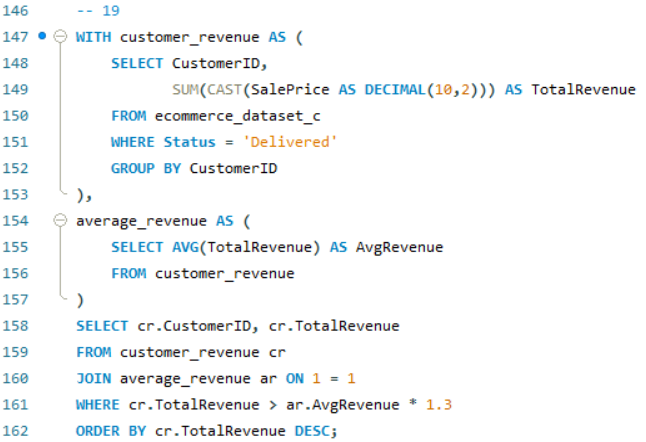 146 -- 19
147 WITH customer_revenue AS (
148 SELECT CustomerID,
149 SUM(CAST(SalePrice AS DECIMAL(10,2))) AS TotalRevenue
150 FROM ecommerce_dataset_c
151 WHERE Status = 'Delivered'
152 GROUP BY CustomerID
153 ),
154 average_revenue AS (
155 SELECT AVG(TotalRevenue) AS AvgRevenue
156 FROM customer_revenue
157 )
158 SELECT cr.CustomerID, cr.TotalRevenue
159 FROM customer_revenue cr
160 JOIN average_revenue ar ON 1 = 1
161 WHERE cr.TotalRevenue > ar.AvgRevenue * 1.3
162 ORDER BY cr.TotalRevenue DESC;